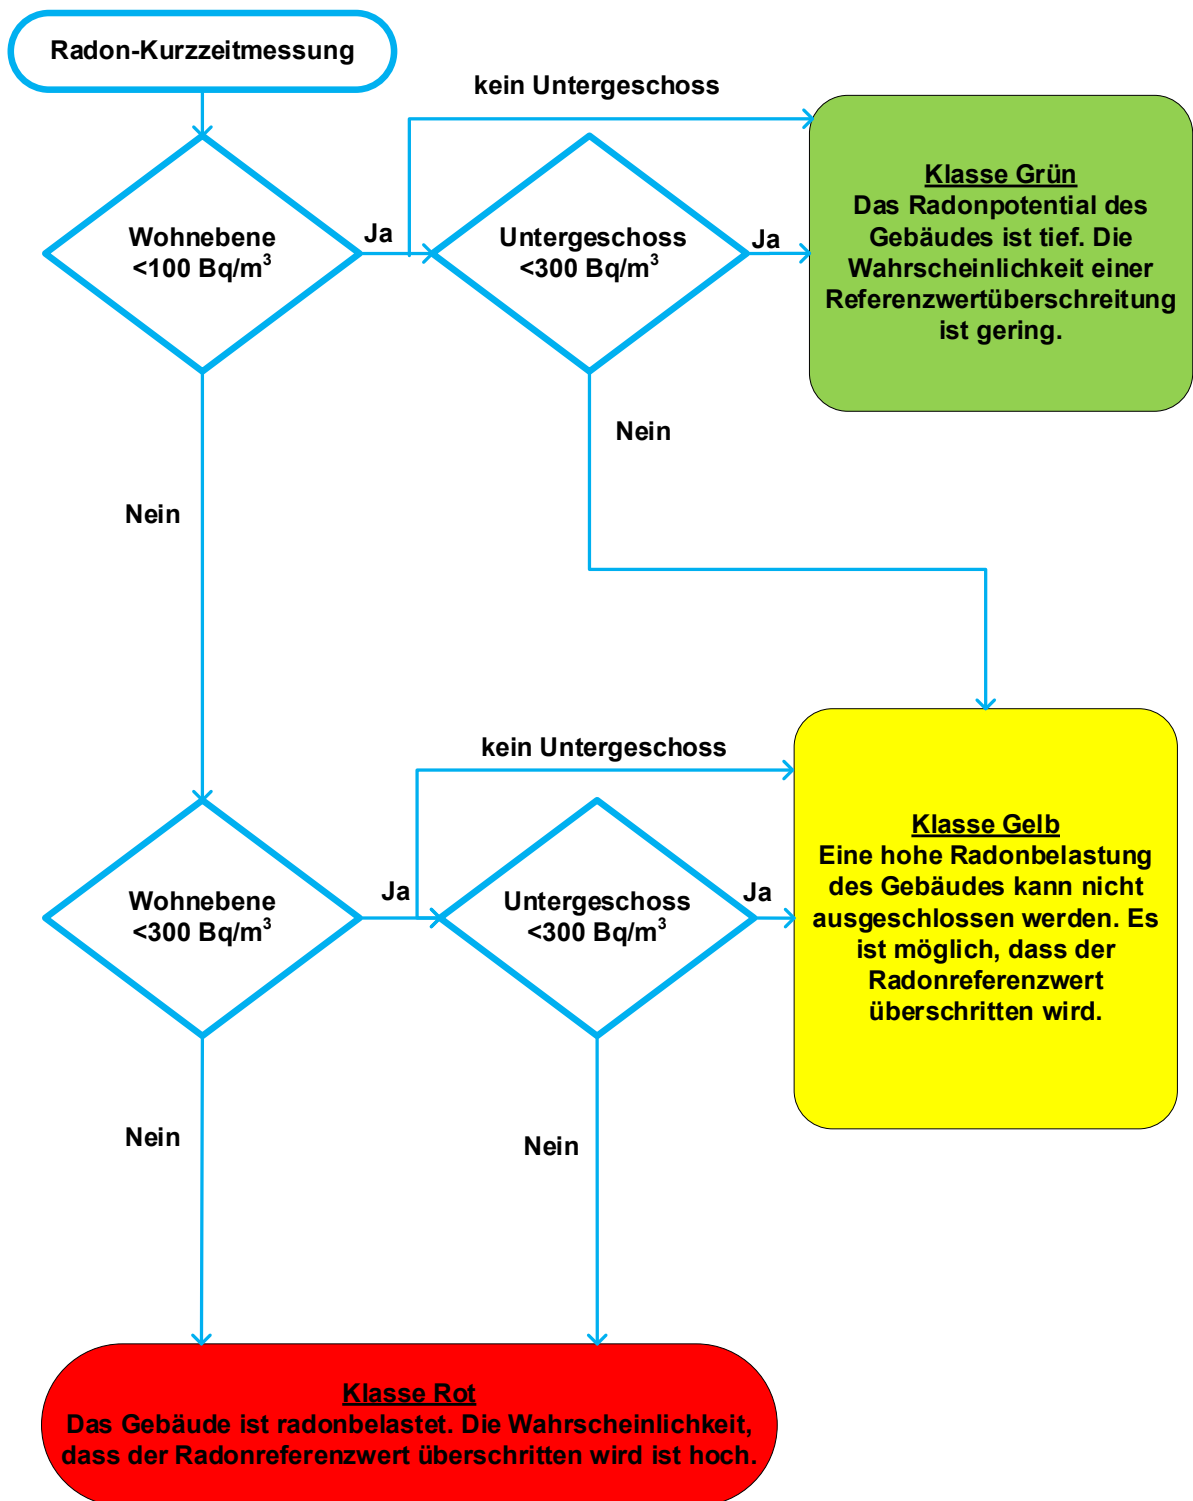 Radon-Kurzzeitmessung
kein Untergeschoss
Wohnebene
<100 Bq/m³
Ja
Untergeschoss
<300 Bq/m³
Ja
Klasse Grün
Das Radonpotential des
Gebäudes ist tief. Die
Wahrscheinlichkeit einer
Referenzwertüberschreitung
ist gering.
Nein
Nein
kein Untergeschoss
Wohnebene
<300 Bq/m³
Ja
Untergeschoss
<300 Bq/m³
Ja
Klasse Gelb
Eine hohe Radonbelastung
des Gebäudes kann nicht
ausgeschlossen werden. Es
ist möglich, dass der
Radonreferenzwert
überschritten wird.
Nein
Nein
Klasse Rot
Das Gebäude ist radonbelastet. Die Wahrscheinlichkeit,
dass der Radonreferenzwert überschritten wird ist hoch.